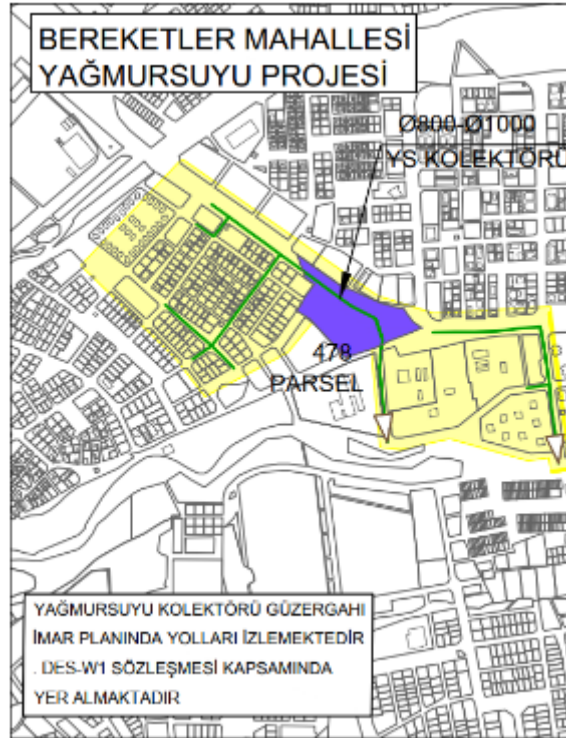 BEREKETLER MAHALLESİ
YAĞMURSUYU PROJESİ
Ø800-Ø1000
YS KOLEKTÖRÜ
478
PARSEL
YAĞMURSUYU KOLEKTÖRÜ GÜZERGAHI
İMAR PLANINDA YOLLARI İZLEMEKTEDİR
. DES-W1 SÖZLEŞMESİ KAPSAMINDA
YER ALMAKTADIR